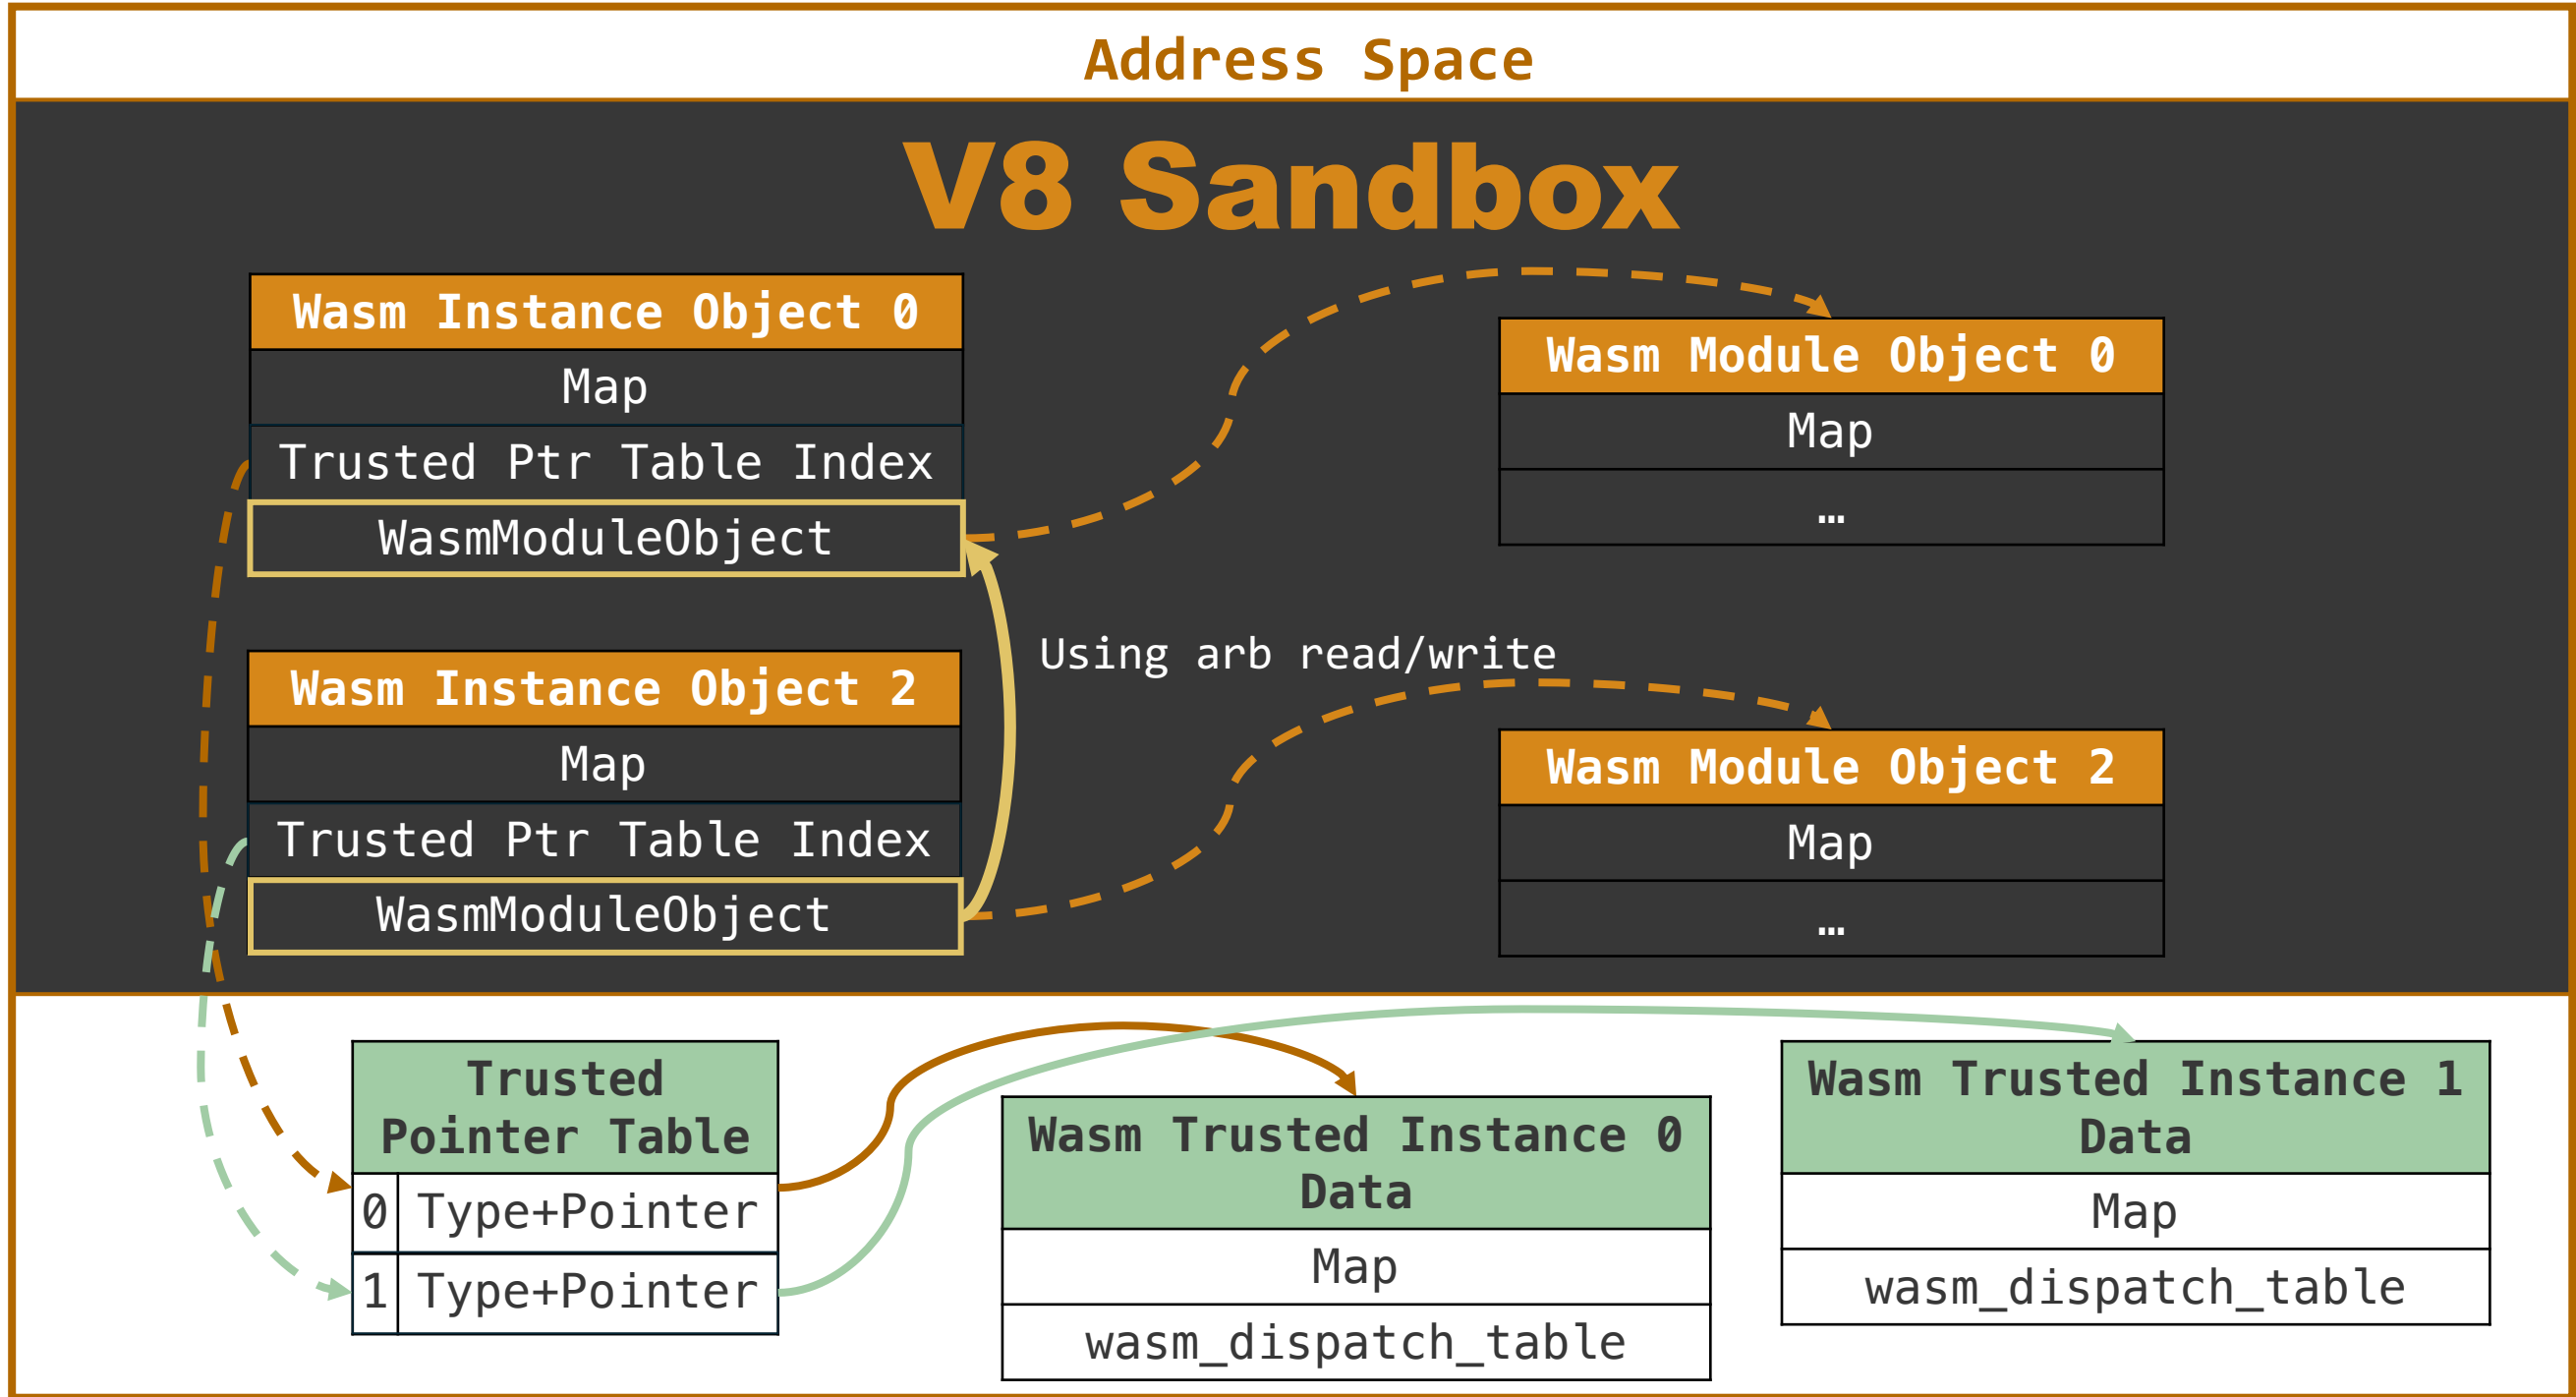 Address Space
V8 Sandbox
Wasm Instance Object 0
Map
Trusted Ptr Table Index
WasmModuleObject
Wasm Module Object 0
Map
…
Using arb read/write
Wasm Instance Object 2
Map
Trusted Ptr Table Index
WasmModuleObject
Wasm Module Object 2
Map
…
Trusted
Pointer Table
0 Type+Pointer
1 Type+Pointer
Wasm Trusted Instance 0
Data
Map
wasm_dispatch_table
Wasm Trusted Instance 1
Data
Map
wasm_dispatch_table